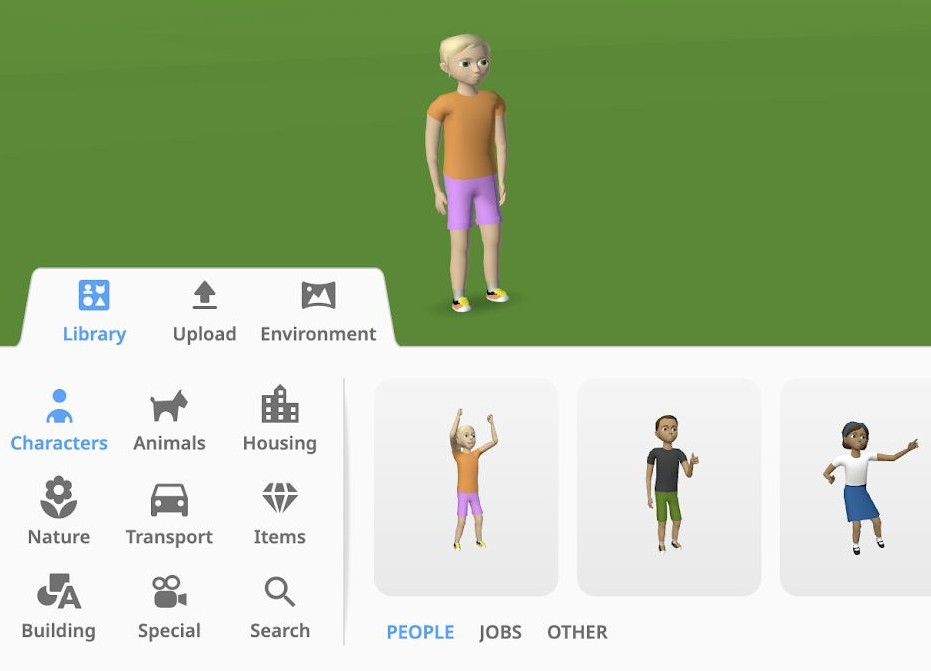 Library Upload Environment
Characters Animals Housing
Nature Transport Items
Building Special Search
PEOPLE JOBS OTHER